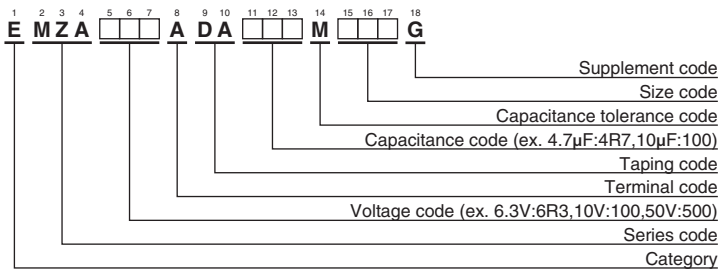 1 2 3 4 5 6 7 8 9 10 11 12 13 14 15 16 17 18
E MZA □□□ A DA □□□ M □□□ G
Supplement code
Size code
Capacitance tolerance code
Capacitance code (ex. 4.7µF:4R7,10µF:100)
Taping code
Terminal code
Voltage code (ex. 6.3V:6R3,10V:100,50V:500)
Series code
Category